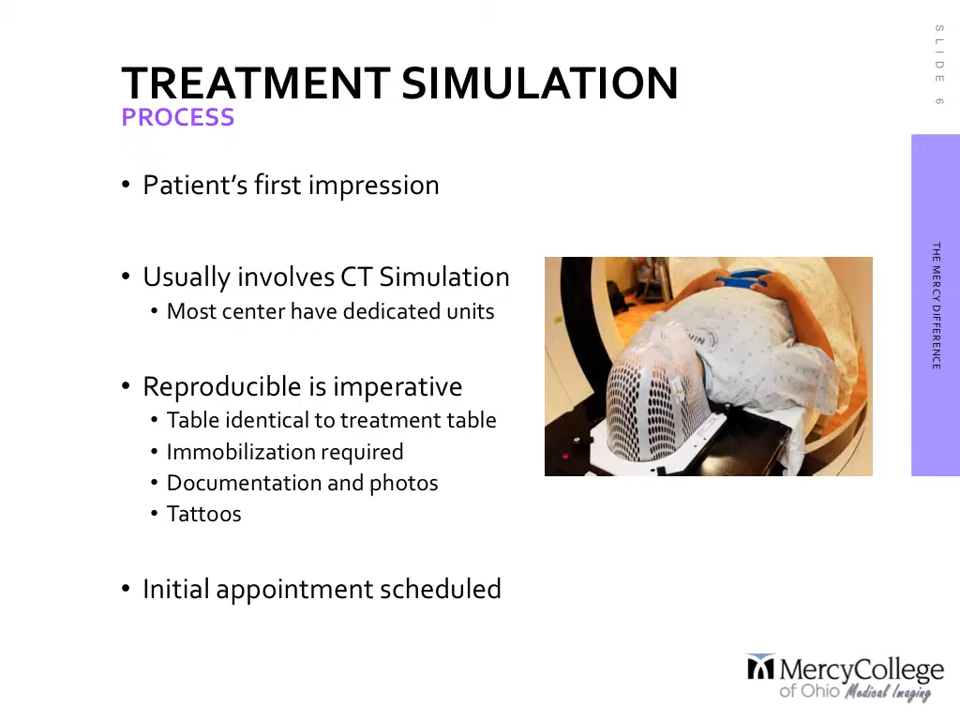 SLIDE 6
TREATMENT SIMULATION
PROCESS
• Patient’s first impression
• Usually involves CT Simulation
• Most center have dedicated units
• Reproducible is imperative
• Table identical to treatment table
• Immobilization required
• Documentation and photos
• Tattoos
• Initial appointment scheduled
THE MERCY DIFFERENCE
MercyCollege
of Ohio Medical Imaging